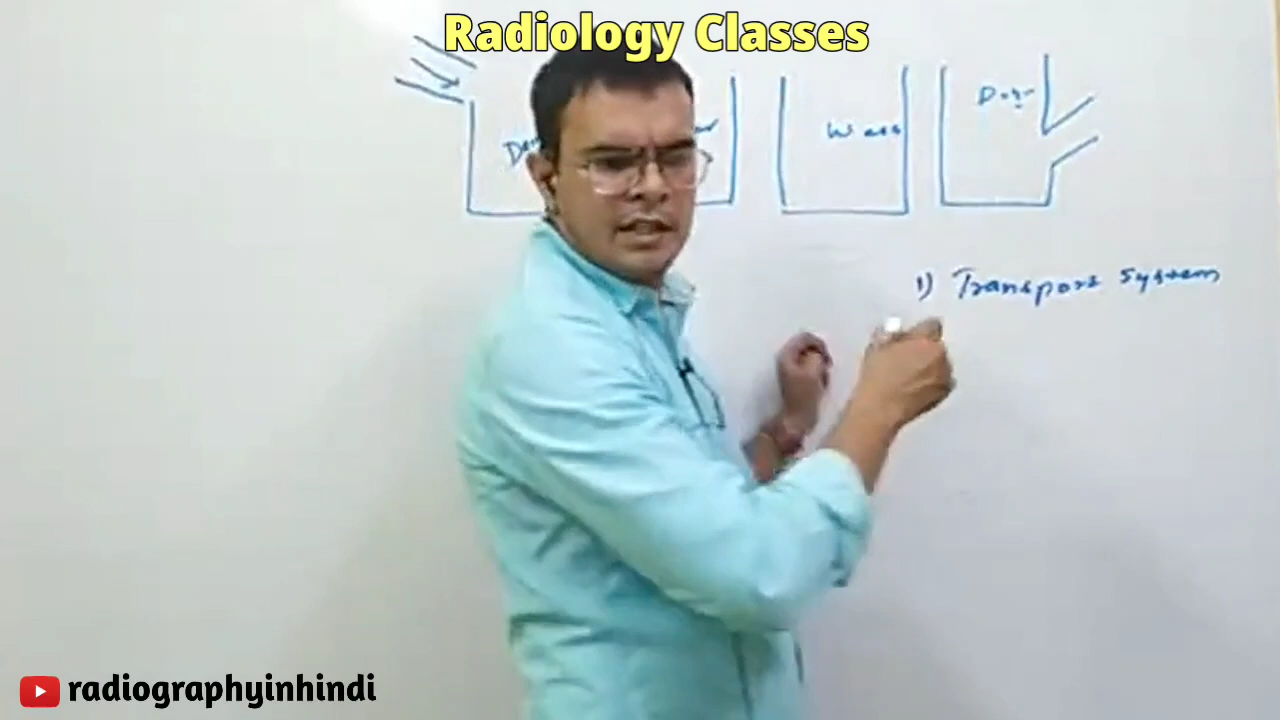 Radiology Classes
Wash
1) Transport System
radiographyinhindi